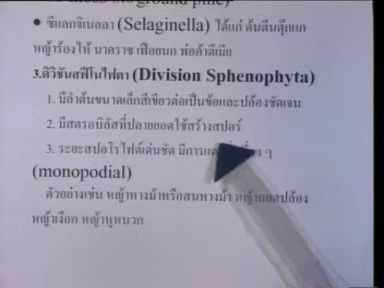 ground pine)
• ซีแลกจิเนลลา (Selaginella) ได้แก่ ต้นตีนตุ๊กแก
หญ้าร้องไห้ นาคราช เฟือยนก พ่อค้าตีเมีย
3.ดิวิชันสฟีโนไฟตา (Division Sphenophyta)
1. มีลำต้นขนาดเล็กสีเขียวต่อเป็นข้อและปล้องชัดเจน
2. มีสตรอบิลัสที่ปลายยอดใช้สร้างสปอร์
3. ระยะสปอโรไฟต์เด่นชัด มีการแต ๆ
(monopodial)
ตัวอย่างเช่น หญ้าหางม้าหรือสนหางม้า หญ้าถอดปล้อง
หญ้าเงือก หญ้าหูหนวก